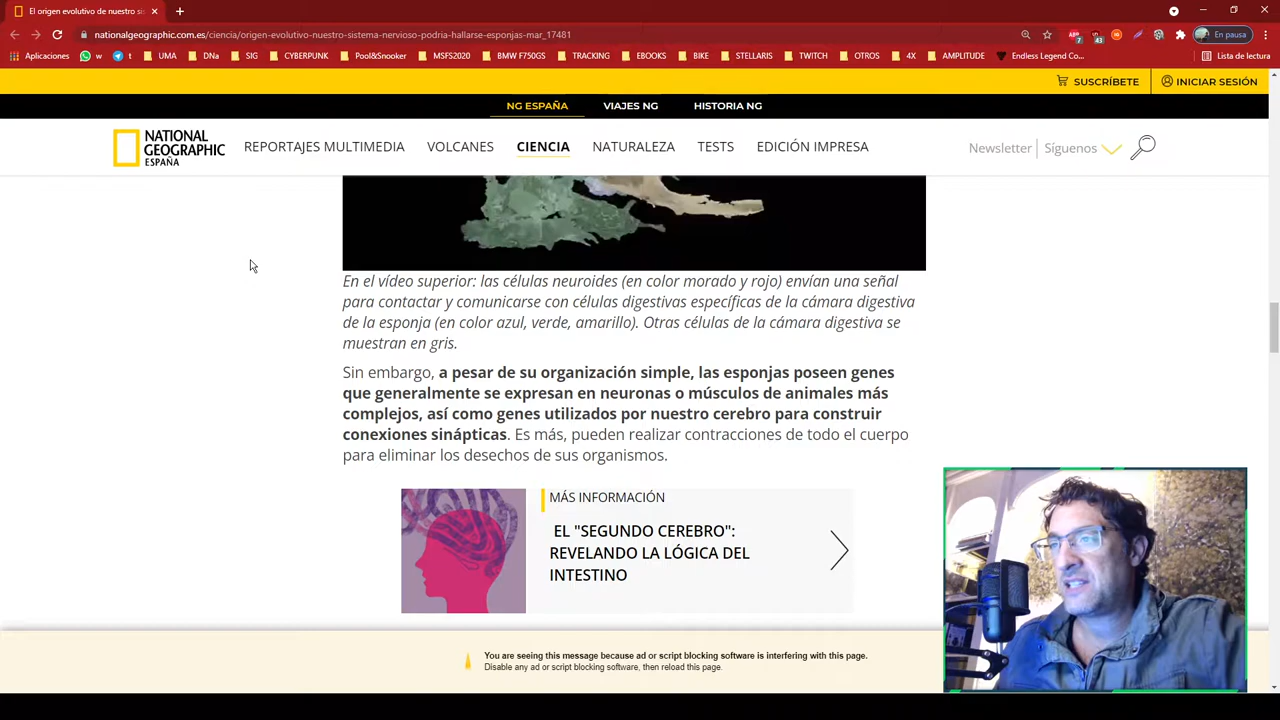 El origen evolutivo de nuestro sis
nationalgeographic.com.es/ciencia/origen-evolutivo-nuestro-sistema-nervioso-podria-hallarse-esponjas-mar_17481
7
43
En pausa
Aplicaciones
w
t
UMA
DNa
SIG
CYBERPUNK
Pool&Snooker
MSFS2020
BMW F750GS
TRACKING
EBOOKS
BIKE
STELLARIS
TWITCH
OTROS
4X
AMPLITUDE
Endless Legend Co...
Lista de lectura
SUSCRÍBETE
INICIAR SESIÓN
NG ESPAÑA
VIAJES NG
HISTORIA NG
NATIONAL
GEOGRAPHIC
ESPAÑA
REPORTAJES MULTIMEDIA
VOLCANES
CIENCIA
NATURALEZA
TESTS
EDICIÓN IMPRESA
Newsletter
Síguenos
En el vídeo superior: las células neuroides (en color morado y rojo) envían una señal
para contactar y comunicarse con células digestivas específicas de la cámara digestiva
de la esponja (en color azul, verde, amarillo). Otras células de la cámara digestiva se
muestran en gris.
Sin embargo, a pesar de su organización simple, las esponjas poseen genes
que generalmente se expresan en neuronas o músculos de animales más
complejos, así como genes utilizados por nuestro cerebro para construir
conexiones sinápticas. Es más, pueden realizar contracciones de todo el cuerpo
para eliminar los desechos de sus organismos.
MÁS INFORMACIÓN
EL "SEGUNDO CEREBRO":
REVELANDO LA LÓGICA DEL
INTESTINO
You are seeing this message because ad or script blocking software is interfering with this page.
Disable any ad or script blocking software, then reload this page.